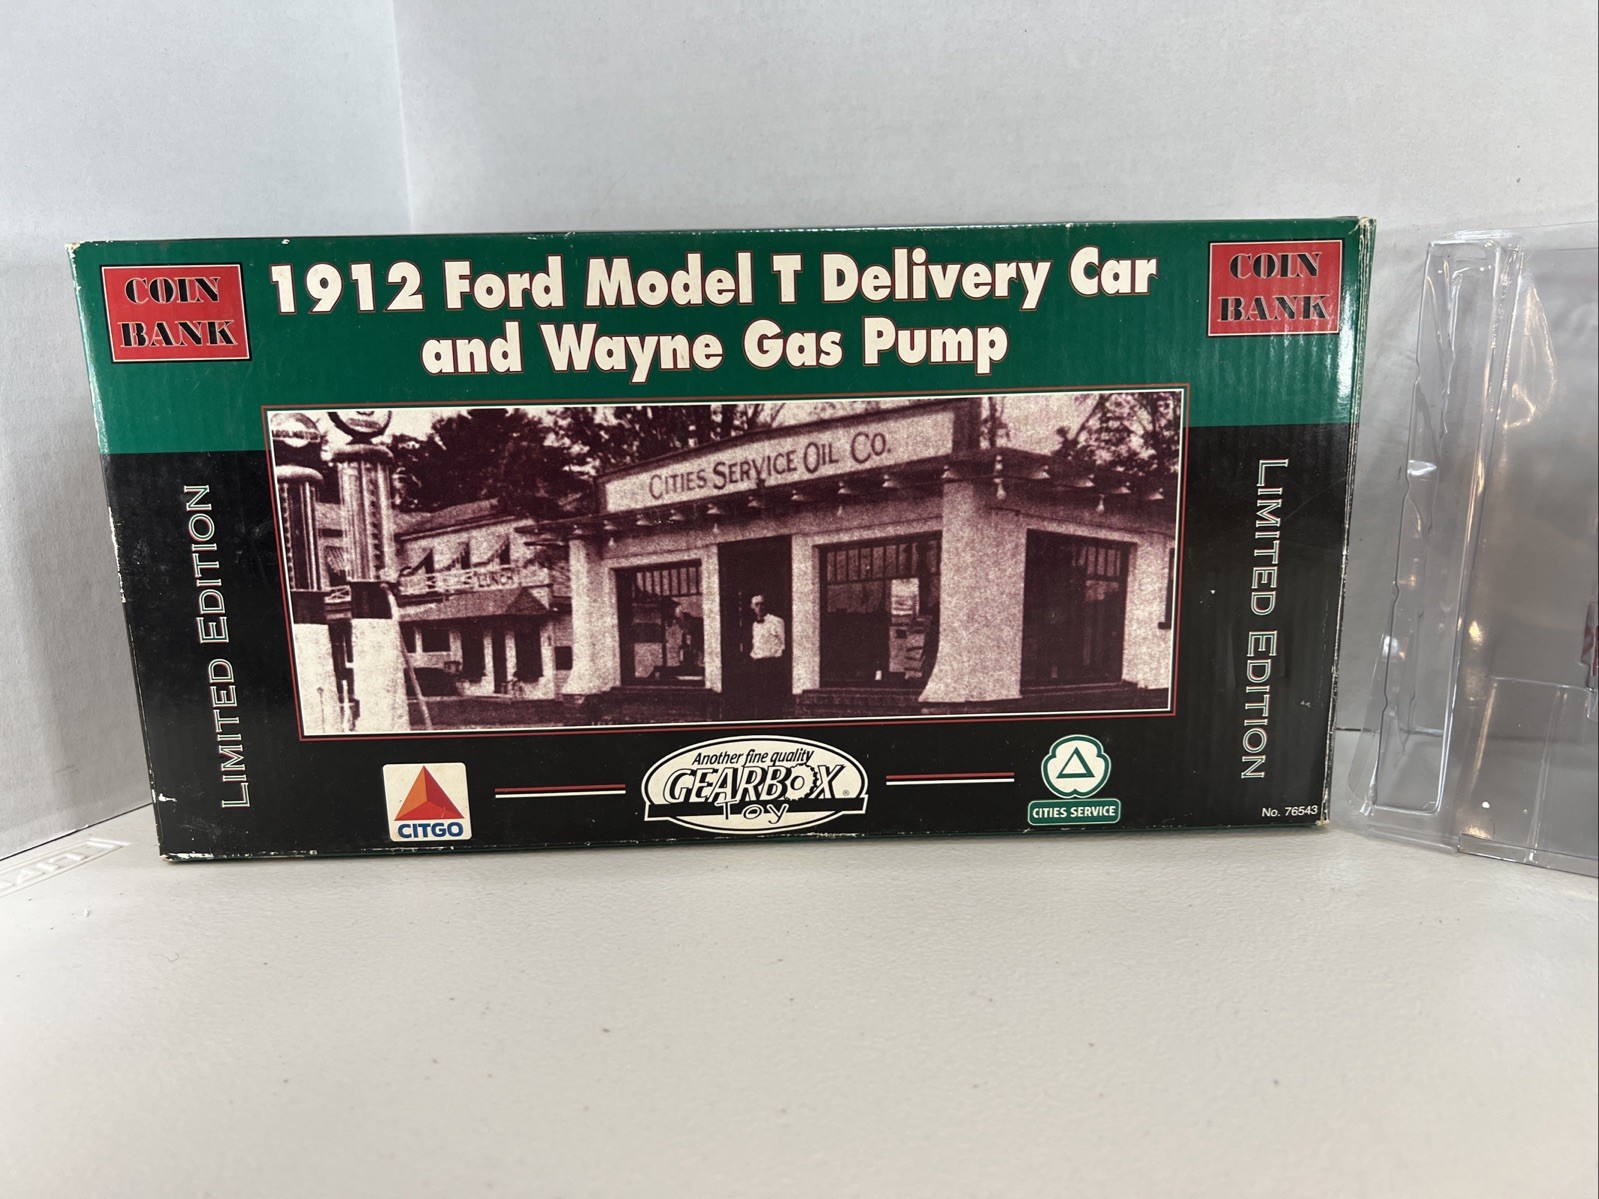 COIN
BANK
1912 Ford Model T Delivery Car
and Wayne Gas Pump
COIN
BANK
LIMITED EDITION
CITIES SERVICE OIL CO.
LUNCH
LIMITED EDITION
CITGO
Another fine quality
GEARBOX®
Toy
CITIES SERVICE
No. 76543